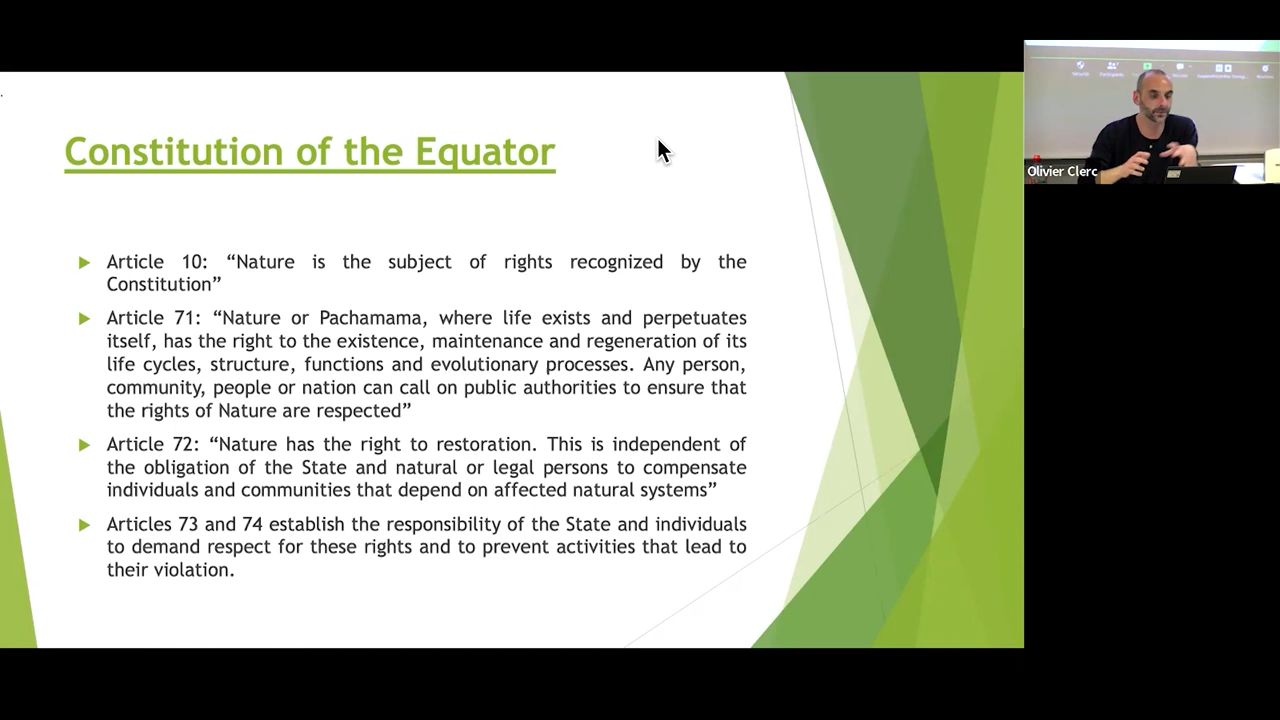 Constitution of the Equator
Article 10: “Nature is the subject of rights recognized by the
Constitution”
Article 71: “Nature or Pachamama, where life exists and perpetuates
itself, has the right to the existence, maintenance and regeneration of its
life cycles, structure, functions and evolutionary processes. Any person,
community, people or nation can call on public authorities to ensure that
the rights of Nature are respected”
Article 72: “Nature has the right to restoration. This is independent of
the obligation of the State and natural or legal persons to compensate
individuals and communities that depend on affected natural systems”
Articles 73 and 74 establish the responsibility of the State and individuals
to demand respect for these rights and to prevent activities that lead to
their violation.
Olivier Clerc